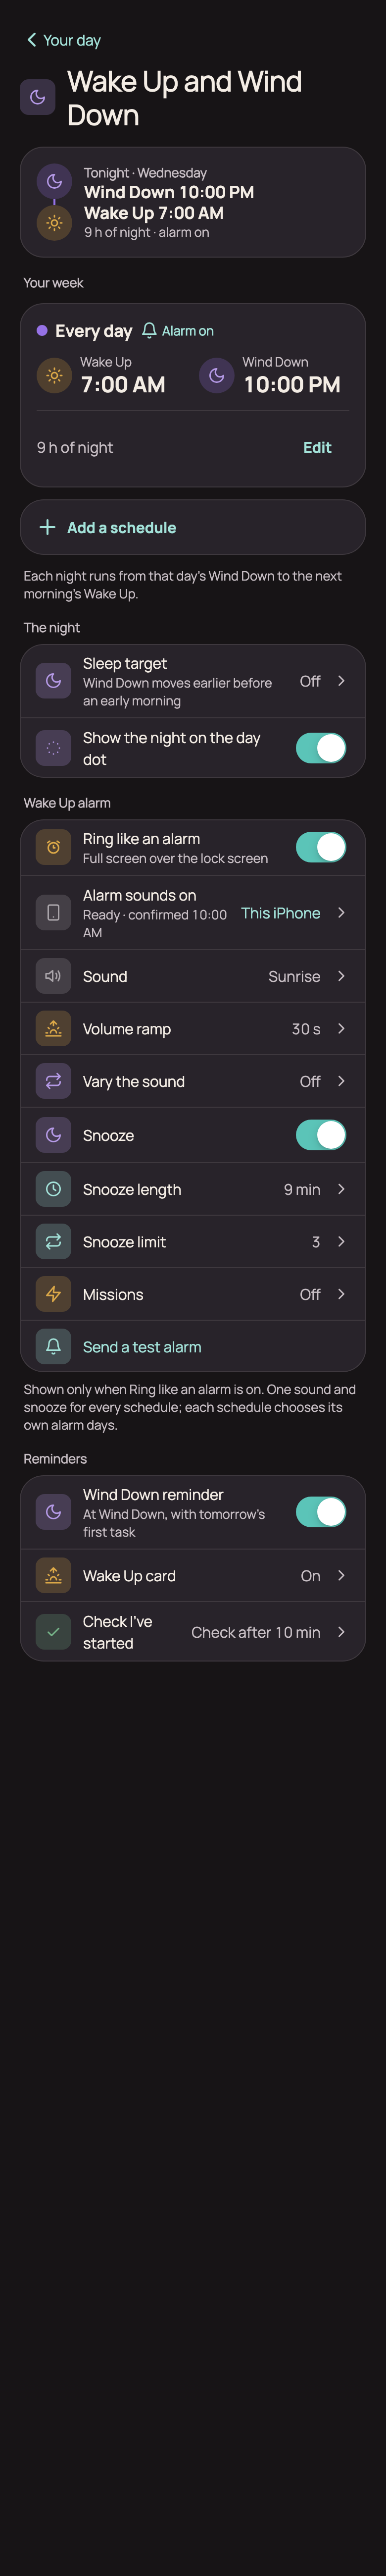 Your day
Wake Up and Wind
Down
Tonight · Wednesday
Wind Down 10:00 PM
Wake Up 7:00 AM
9 h of night · alarm on
Your week
Every day Alarm on
Wake Up
7:00 AM
Wind Down
10:00 PM
9 h of night
Edit
Add a schedule
Each night runs from that day's Wind Down to the next
morning's Wake Up.
The night
Sleep target
Wind Down moves earlier before
an early morning
Off
Show the night on the day
dot
Wake Up alarm
Ring like an alarm
Full screen over the lock screen
Alarm sounds on
Ready · confirmed 10:00
AM
This iPhone
Sound
Sunrise
Volume ramp
30 s
Vary the sound
Off
Snooze
Snooze length
9 min
Snooze limit
3
Missions
Off
Send a test alarm
Shown only when Ring like an alarm is on. One sound and
snooze for every schedule; each schedule chooses its
own alarm days.
Reminders
Wind Down reminder
At Wind Down, with tomorrow's
first task
Wake Up card
On
Check I've
started
Check after 10 min